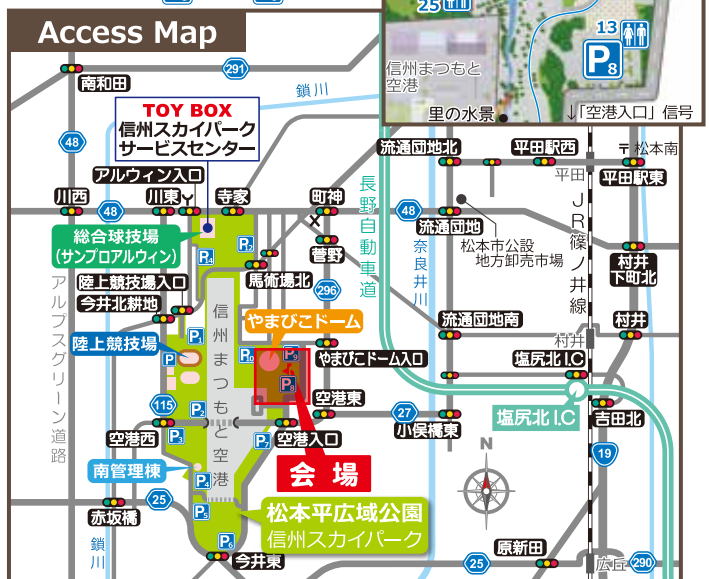 25
13
P8
信州まつもと
空港
里の水景
↓「空港入口」信号
Access Map
南和田
291
鎖川
TOY BOX
信州スカイパーク
サービスセンター
48
流通団地北
平田駅西
〒松本南
平田
平田駅東
アルウィン入口
川西
川東
寺家
町神
48
48
長野自動車道
流通団地
JR篠ノ井線
総合球技場
(サンプロアルウィン)
P2
P4
菅野
松本市公設
地方卸売市場
奈良井川
村井
下町北
陸上競技場入口
今井北耕地
馬術場北
296
アルプスグリーン道路
信州まつもと空港
やまびこドーム
流通団地南
村井
村井
陸上競技場
P1
P
P10
P9
P8
やまびこドーム入口
塩尻北I.C
115
P2
空港東
27
塩尻北I.C
吉田北
空港西
P3
P7
空港入口
小俣橋東
N
19
南管理棟
P4
会場
25
赤坂橋
P5
松本平広域公園
信州スカイパーク
鎖川
P6
今井東
原新田
25
広丘
290